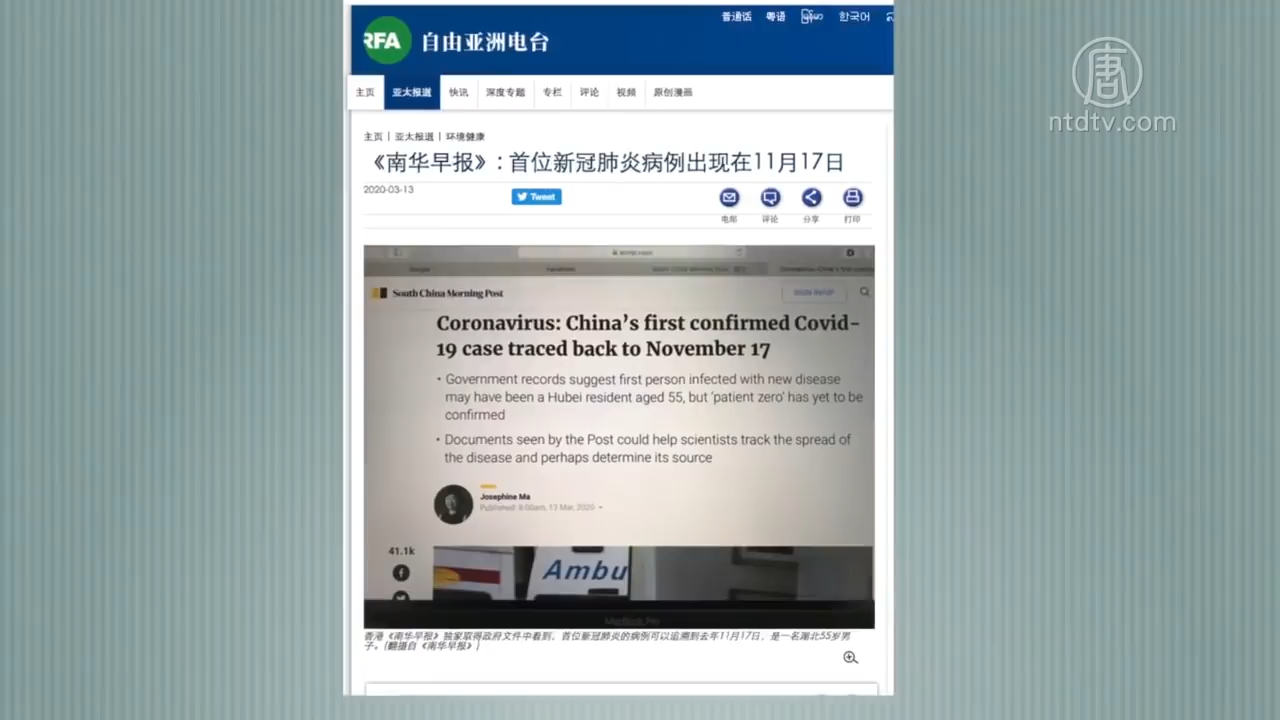 普通话 粤语 မြန်မာ 한국어
RFA 自由亚洲电台
唐
ntdtv.com
主页 亚太报道 快讯 深度专题 专栏 评论 视频 原创漫画
主页 | 亚太报道 | 环境健康
《南华早报》: 首位新冠肺炎病例出现在11月17日
2020-03-13
Tweet
电邮 评论 分享 打印
South China Morning Post
Coronavirus: China's first confirmed Covid-
19 case traced back to November 17
• Government records suggest first person infected with new disease
may have been a Hubei resident aged 55, but 'patient zero' has yet to be
confirmed
• Documents seen by the Post could help scientists track the spread of
the disease and perhaps determine its source
Josephine Ma
Published: 8:00am, 13 Mar, 2020
41.1k
Ambu
MacBook Pro
香港《南华早报》独家取得政府文件中看到，首位新冠肺炎的病例可以追溯到去年11月17日，是一名湖北55岁男
子。(翻摄自《南华早报》)